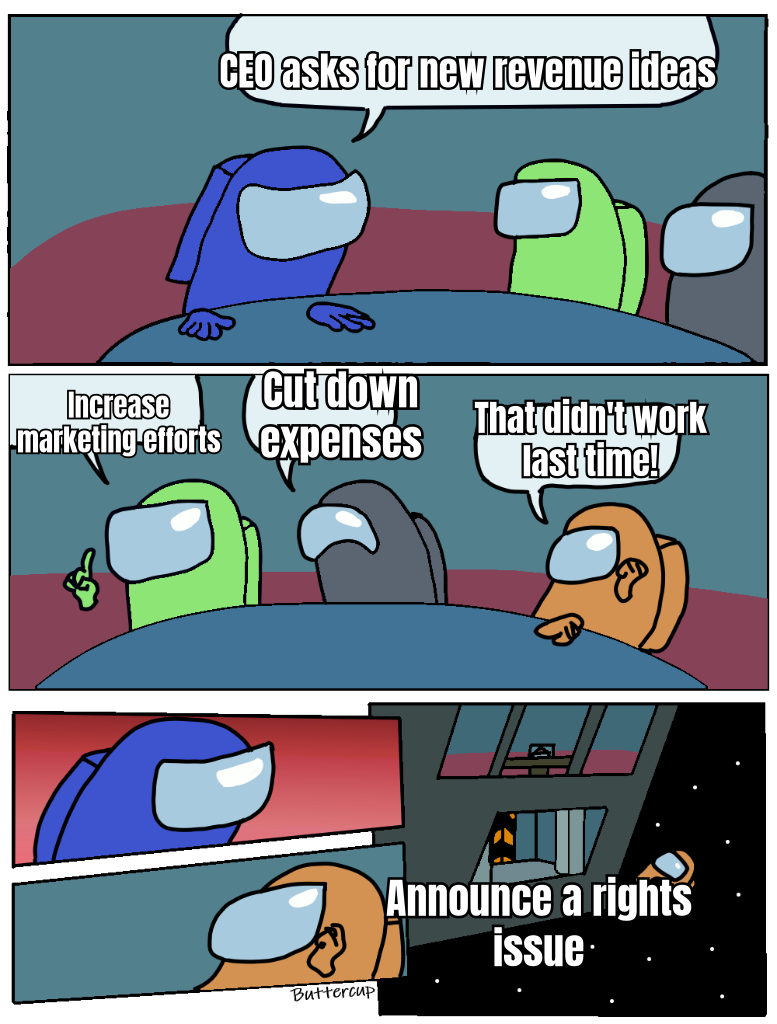 CEO asks for new revenue ideas
Increase
marketing efforts
Cut down
expenses
That didn't work
last time!
Announce a rights
issue
Buttercup